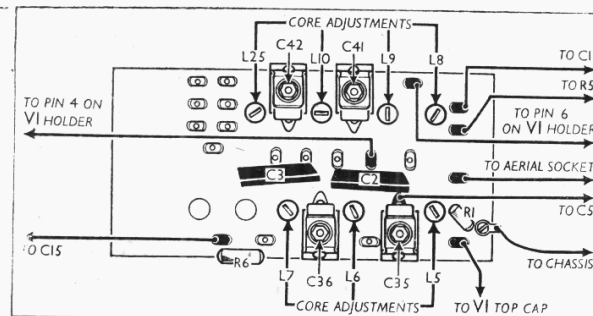 CORE ADJUSTMENTS
C42
C41
L25
L10
L9
L8
TO C1
TO R5
TO PIN 4 ON
V1 HOLDER
TO PIN 6
ON V1 HOLDER
TO AERIAL SOCKET
C3
C2
R1
TO C5
TO C15
R6
TO CHASSIS
L7
C36
L6
C35
L5
CORE ADJUSTMENTS
TO V1 TOP CAP